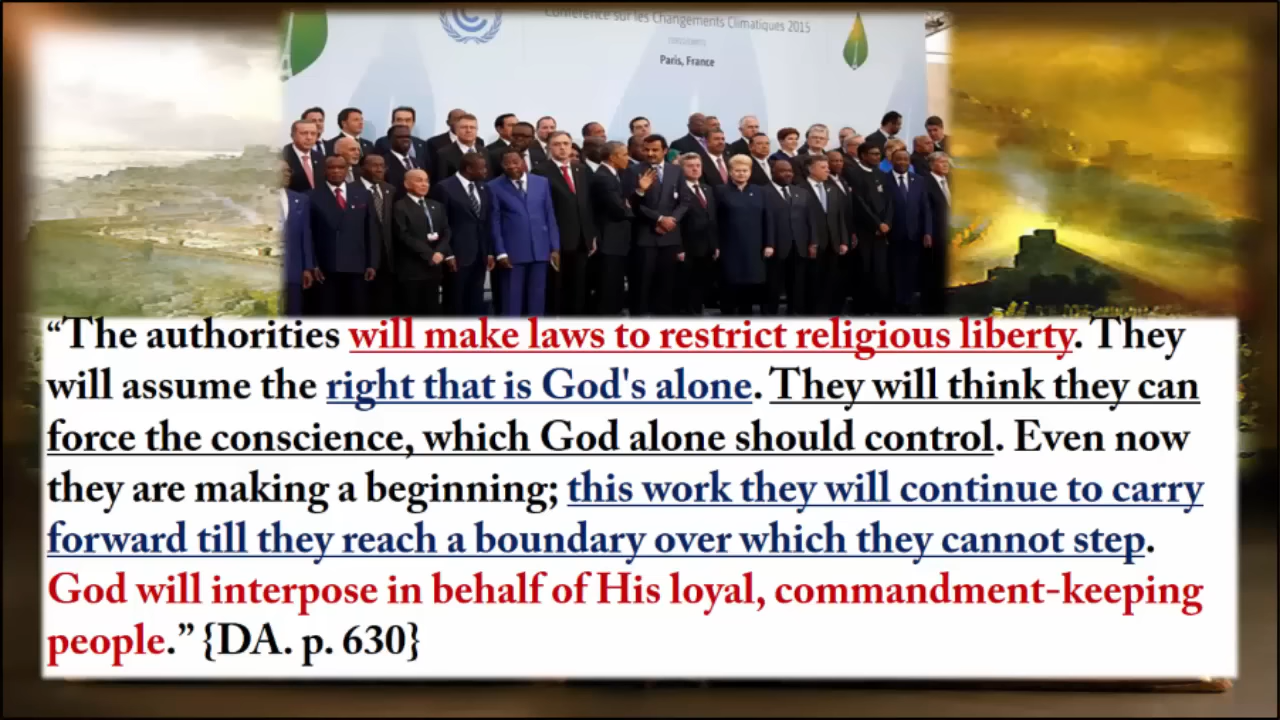 Conférence sur les Changements Climatiques 2015
Paris, France
“The authorities will make laws to restrict religious liberty. They
will assume the right that is God's alone. They will think they can
force the conscience, which God alone should control. Even now
they are making a beginning; this work they will continue to carry
forward till they reach a boundary over which they cannot step.
God will interpose in behalf of His loyal, commandment-keeping
people.” {DA. p. 630}